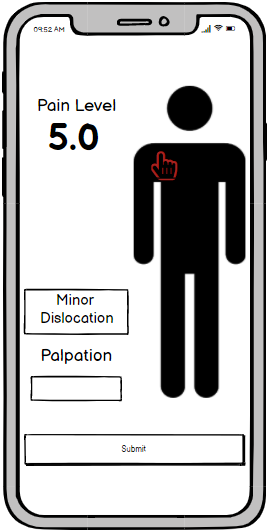 09:52 AM
Pain Level
5.0
Minor
Dislocation
Palpation
Submit